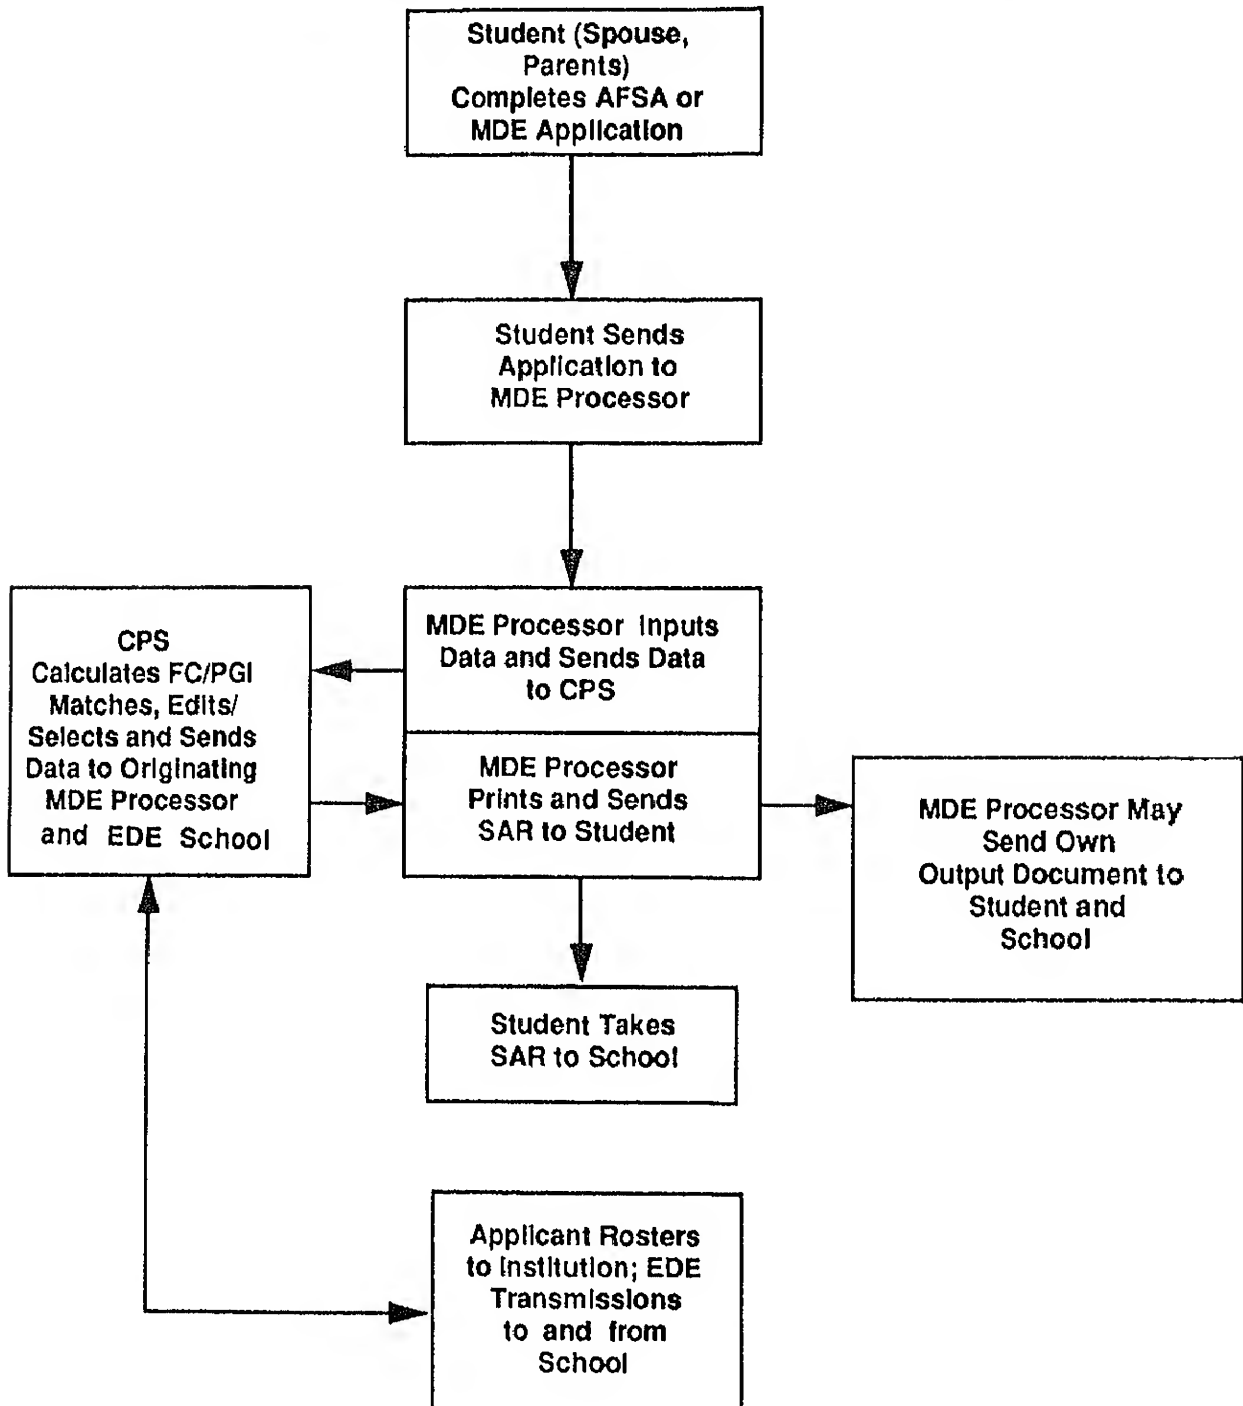 Student (Spouse,
Parents)
Completes AFSA or
MDE Application
Student Sends
Application to
MDE Processor
CPS
Calculates FC/PGI
Matches, Edits/
Selects and Sends
Data to Originating
MDE Processor
and EDE School
MDE Processor Inputs
Data and Sends Data
to CPS
MDE Processor
Prints and Sends
SAR to Student
MDE Processor May
Send Own
Output Document to
Student and
School
Student Takes
SAR to School
Applicant Rosters
to Institution; EDE
Transmissions
to and from
School